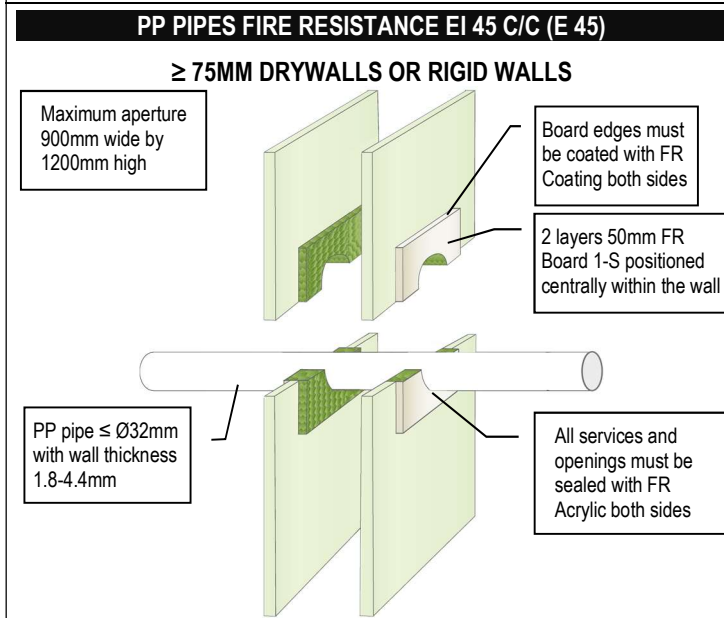 PP PIPES FIRE RESISTANCE EI 45 C/C (E 45)
≥ 75MM DRYWALLS OR RIGID WALLS
Maximum aperture
900mm wide by
1200mm high
Board edges must
be coated with FR
Coating both sides
2 layers 50mm FR
Board 1-S positioned
centrally within the wall
PP pipe ≤ Ø32mm
with wall thickness
1.8-4.4mm
All services and
openings must be
sealed with FR
Acrylic both sides